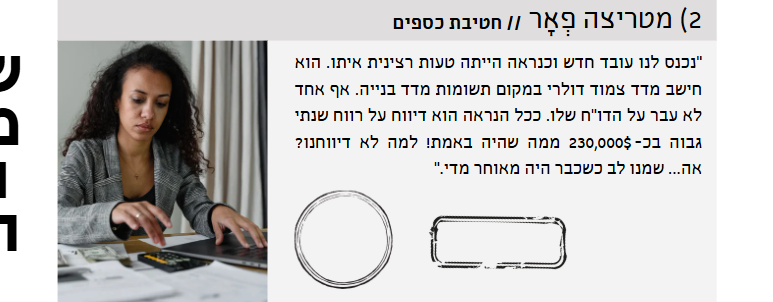 2) מטריצה פְאָר // חטיבת כספים
"נכנס לנו עובד חדש וכנראה הייתה טעות רצינית איתו. הוא
חישב מדד צמוד דולרי במקום תשומות מדד בנייה. אף אחד
לא עבר על הדו"ח שלו. ככל הנראה הוא דיווח על רווח שנתי
גבוה בכ-230,000$ ממה שהיה באמת! למה לא דיווחנו?
אה... שמנו לב כשכבר היה מאוחר מדי."